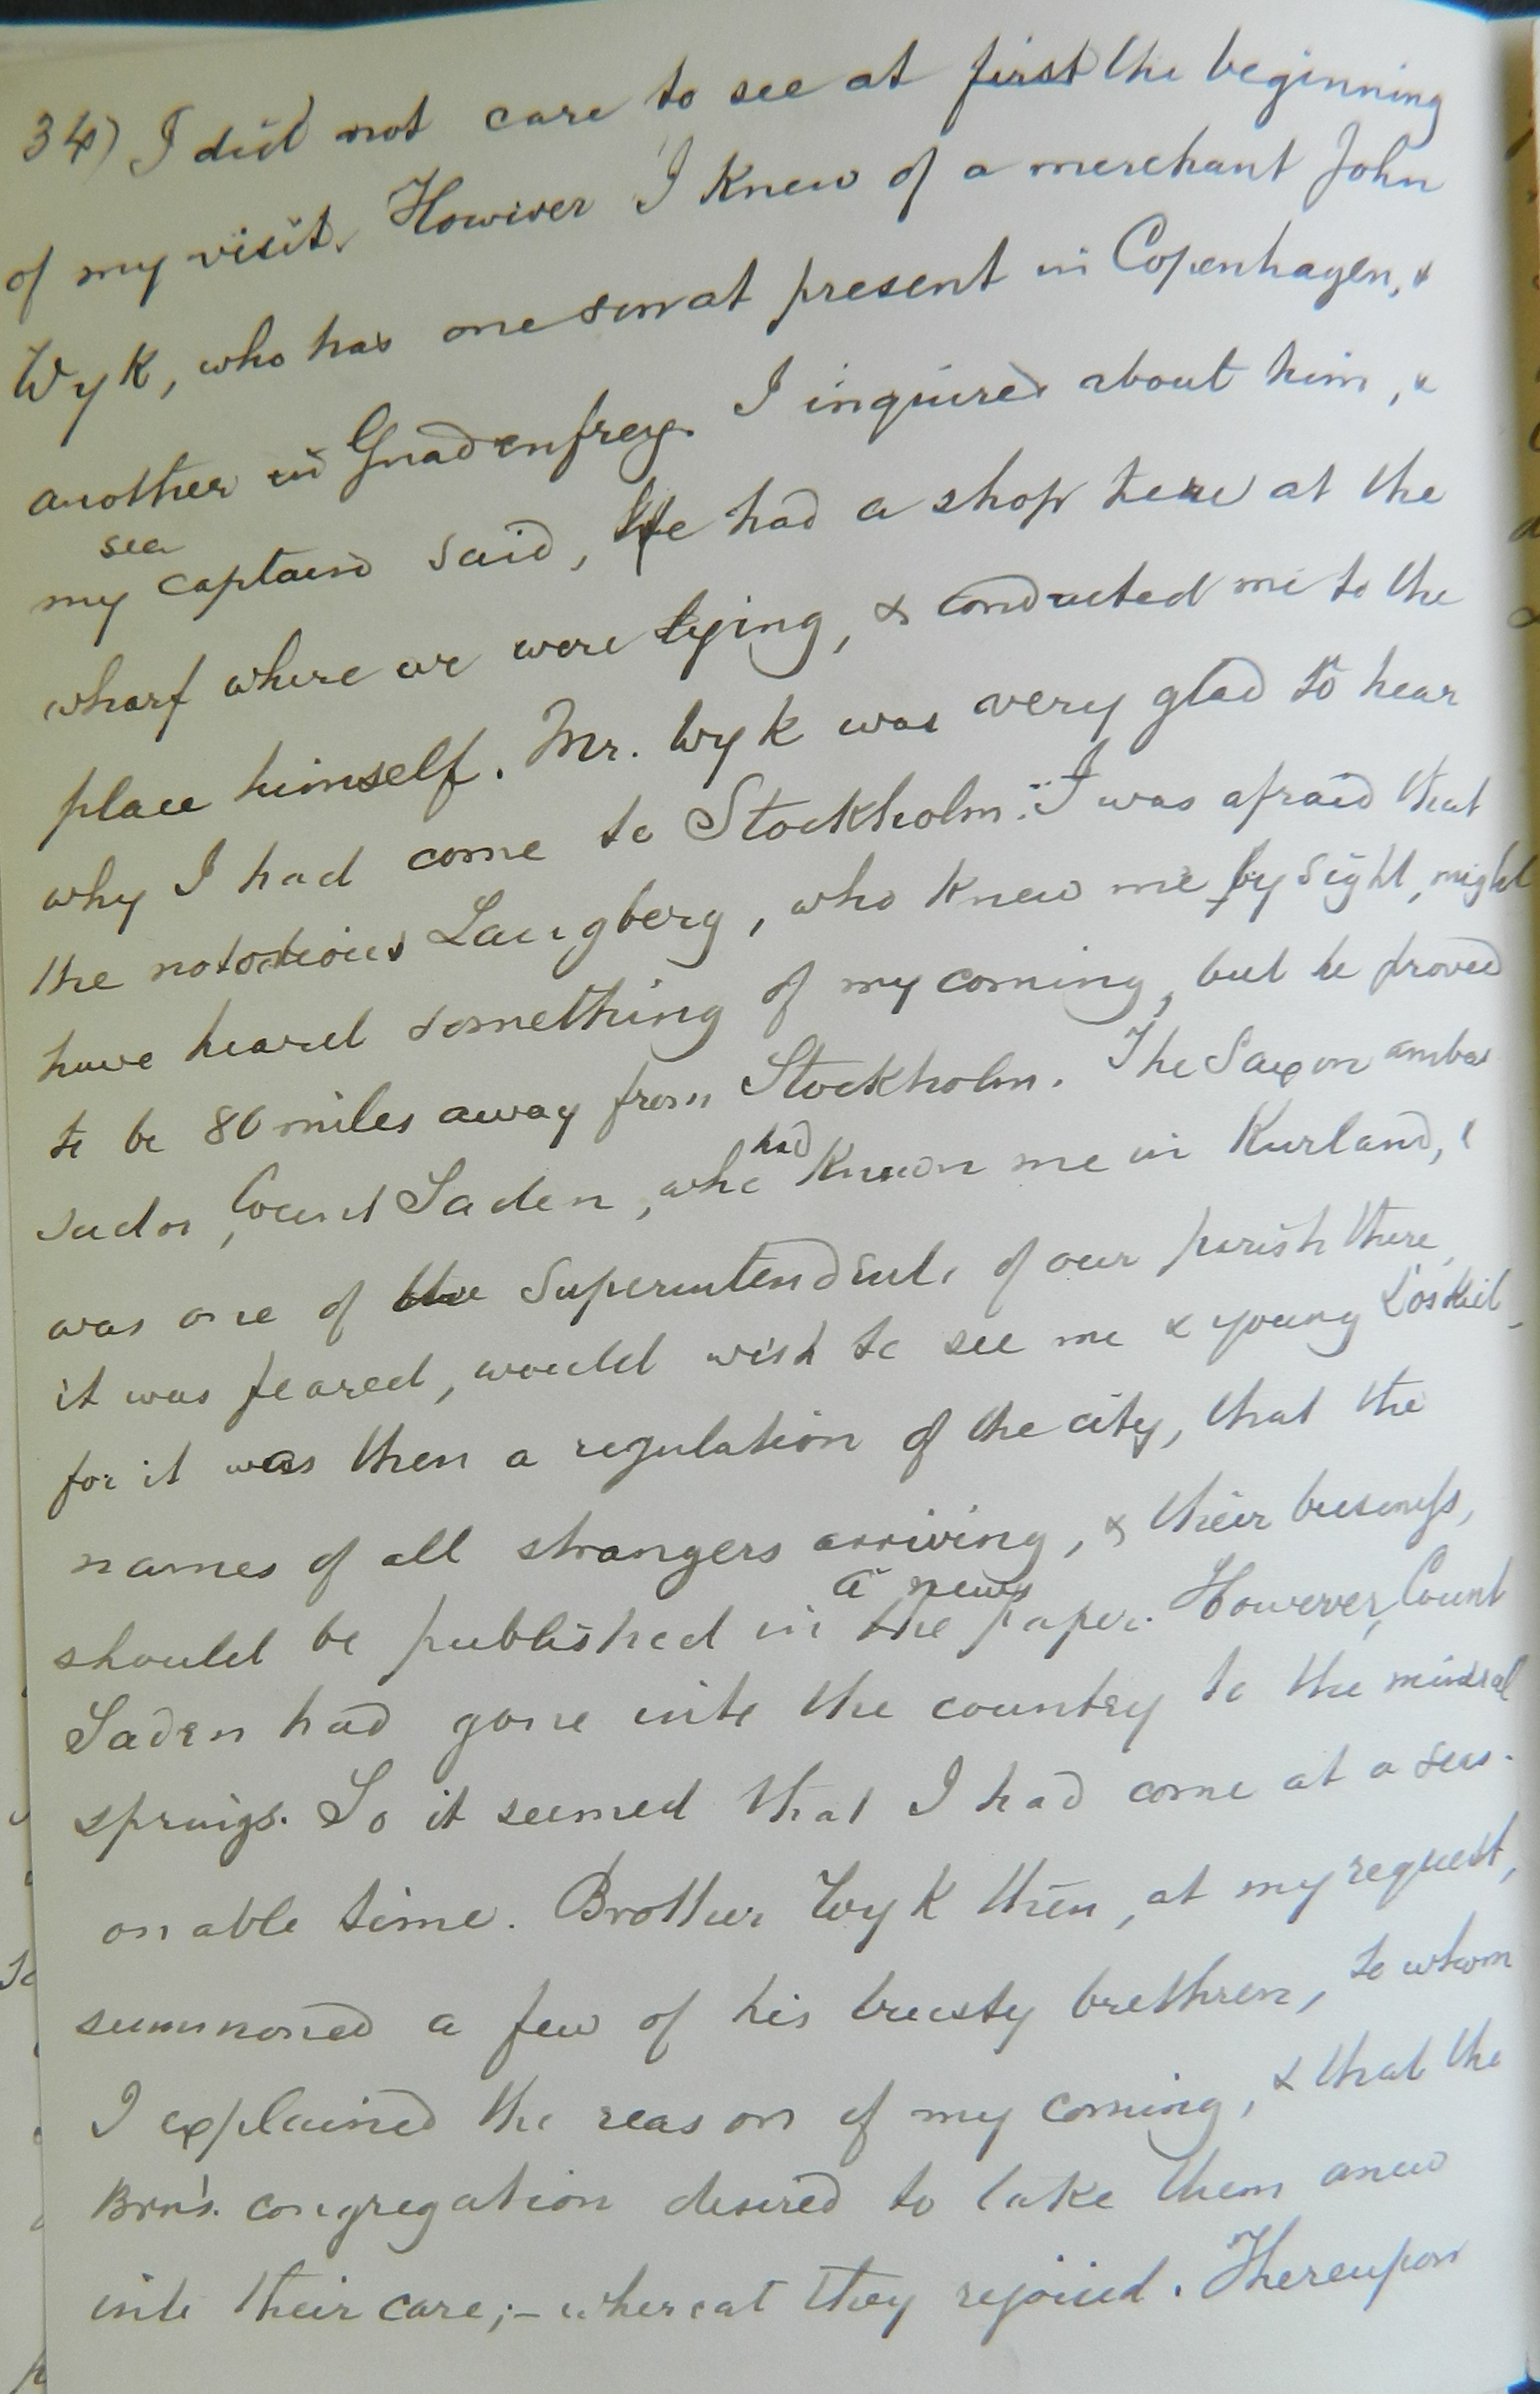 34) I did not care to see at first the beginning
of my visit. However I knew of a merchant John
Wyk, who has one son at present in Copenhagen, &
another in Gnadenfrey. I inquired about him, &
my sea captain said, He had a shop here at the
wharf where we were lying, & conducted me to the
place himself. Mr. Wyk was very glad to hear
why I had come to Stockholm. I was afraid that
the notorious Langberg, who knew me by sight, might
have heard something of my coming, but he proved
to be 80 miles away from Stockholm. The Saxon ambas
sador, Count Saden, who had known me in Kurland,
was one of the Superintendents of our parish there,
it was feared, would wish to see me & young Loskiel,
for it was then a regulation of the city, that the
names of all strangers arriving, & their business,
should be published in the a news paper. However, Count
Saden had gone into the country to the mineral
springs. So it seemed that I had come at a seas-
onable time. Brother Wyk then, at my request,
summoned a few of his trusty brethren, to whom
I explained the reason of my coming, & that the
Brn's. congregation desired to take them anew
into their care;- whereat they rejoiced. Thereupon